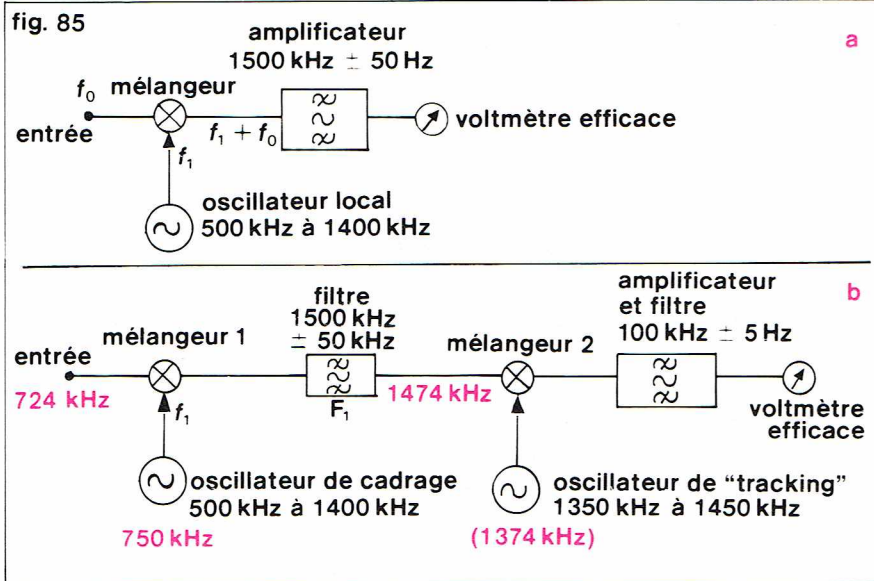 fig. 85
a
amplificateur
1500 kHz ± 50 Hz
f₀ mélangeur
entrée
f₁ + f₀
voltmètre efficace
f₁
oscillateur local
500 kHz à 1400 kHz
b
filtre
1500 kHz
± 50 kHz
amplificateur
et filtre
100 kHz ± 5 Hz
mélangeur 1
mélangeur 2
entrée
724 kHz
f₁
F₁
1474 kHz
voltmètre
efficace
oscillateur de cadrage
500 kHz à 1400 kHz
750 kHz
oscillateur de “tracking”
1350 kHz à 1450 kHz
(1374 kHz)